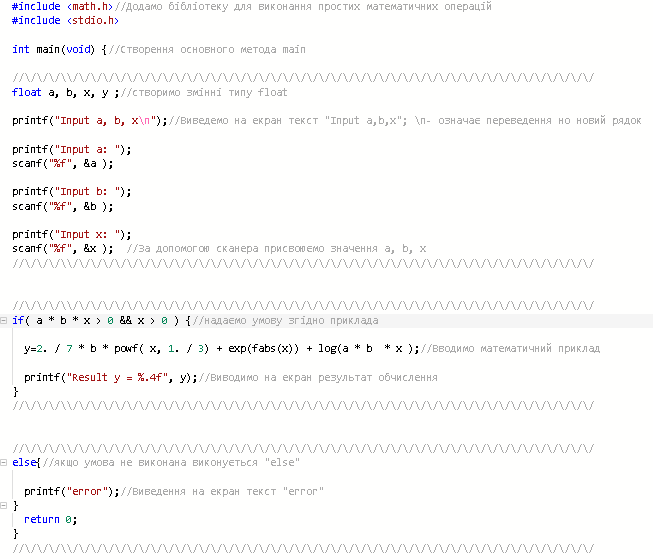 #include <math.h>//Додамо бібліотеку для виконання простих математичних операцій
#include <stdio.h>
int main(void) {//Створення основного метода main
//\/\/\/\\/\/\/\/\/\/\/\/\/\/\/\/\/\/\/\/\/\/\/\/\/\/\/\/\/\/\/\/\/\/\/\/\/\/\/\/\/\/\/\/\/\/\/
float a, b, x, y ;//створимо змінні типу float
printf("Input a, b, x\n");//Виведемо на екран текст "Input a,b,x"; \n- означає переведення но новий рядок
printf("Input a: ");
scanf("%f", &a );
printf("Input b: ");
scanf("%f", &b );
printf("Input x: ");
scanf("%f", &x );  //За допомогою сканера присвоюємо значення a, b, x
//\/\/\/\\/\/\/\/\/\/\/\/\/\/\/\/\/\/\/\/\/\/\/\/\/\/\/\/\/\/\/\/\/\/\/\/\/\/\/\/\/\/\/\/\/\/\/
//\/\/\/\\/\/\/\/\/\/\/\/\/\/\/\/\/\/\/\/\/\/\/\/\/\/\/\/\/\/\/\/\/\/\/\/\/\/\/\/\/\/\/\/\/\/\/
if( a * b * x > 0 && x > 0 ) {//надаємо умову згідно приклада
y=2. / 7 * b * powf( x, 1. / 3) + exp(fabs(x)) + log(a * b  * x );//Вводимо математичний приклад
printf("Result y = %.4f", y);//Виводимо на екран результат обчислення
}
//\/\/\/\\/\/\/\/\/\/\/\/\/\/\/\/\/\/\/\/\/\/\/\/\/\/\/\/\/\/\/\/\/\/\/\/\/\/\/\/\/\/\/\/\/\/\/
//\/\/\/\\/\/\/\/\/\/\/\/\/\/\/\/\/\/\/\/\/\/\/\/\/\/\/\/\/\/\/\/\/\/\/\/\/\/\/\/\/\/\/\/\/\/\/
else{//якщо умова не виконана виконується "else"
printf("error");//Виведення на екран текст "error"
}
return 0;
}
//\/\/\/\\/\/\/\/\/\/\/\/\/\/\/\/\/\/\/\/\/\/\/\/\/\/\/\/\/\/\/\/\/\/\/\/\/\/\/\/\/\/\/\/\/\/\/